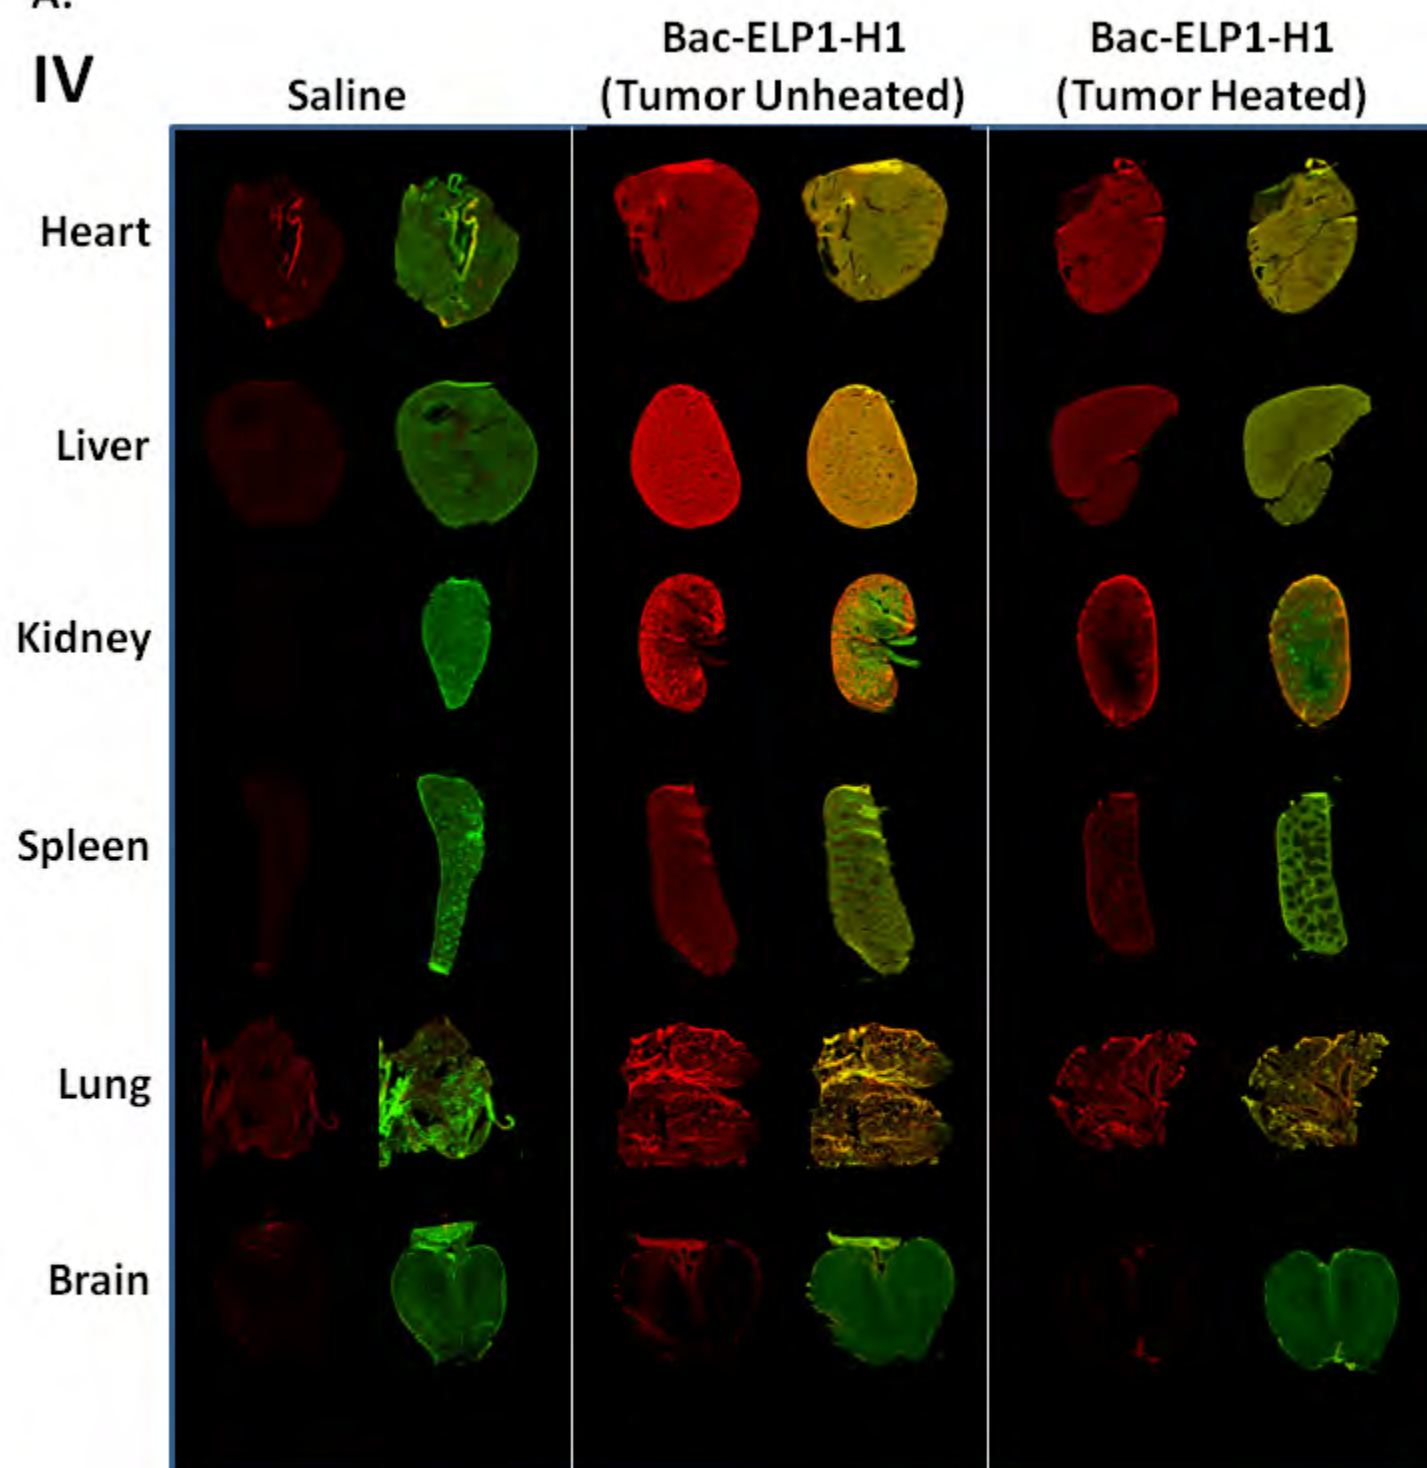 A.
IV
Saline
Bac-ELP1-H1
(Tumor Unheated)
Bac-ELP1-H1
(Tumor Heated)
Heart
Liver
Kidney
Spleen
Lung
Brain